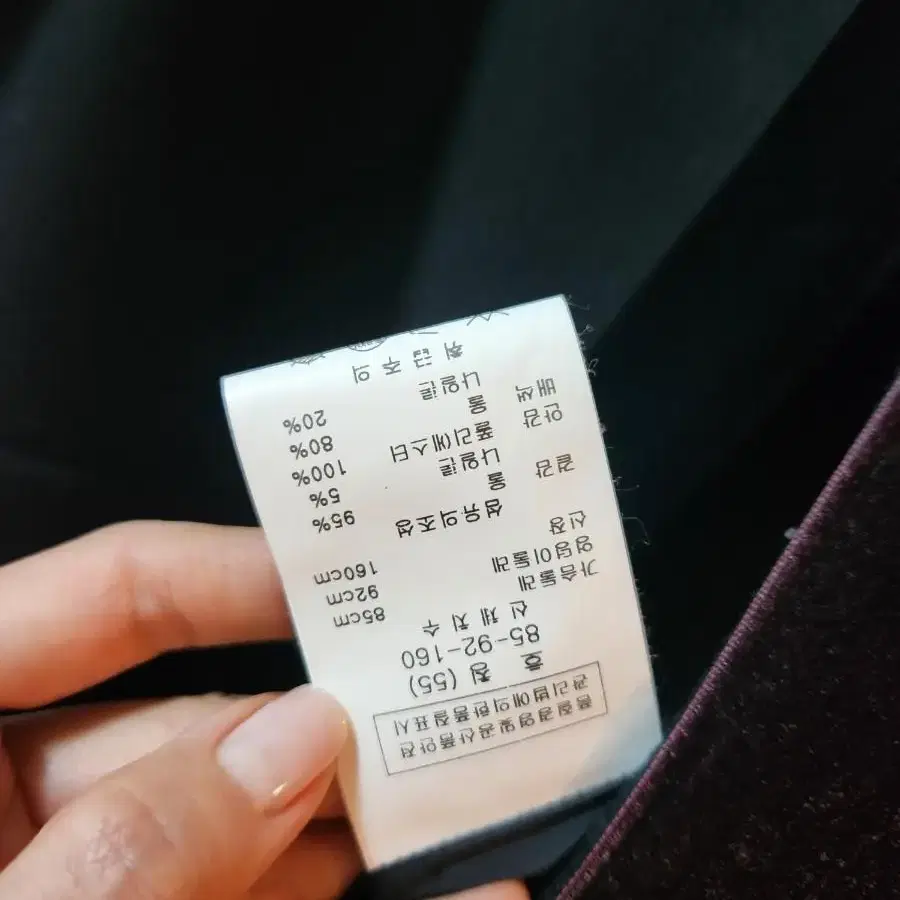 품질경영및공산품안전
관리법에의한품질표시
호 칭 (55)
85-92-160
신 체 치 수
가슴둘레 85cm
엉덩이둘레 92cm
신장 160cm
섬유의조성
겉감 울 95%
나일론 5%
안감 폴리에스터 100%
배색 울 80%
나일론 20%
취 급 주 의